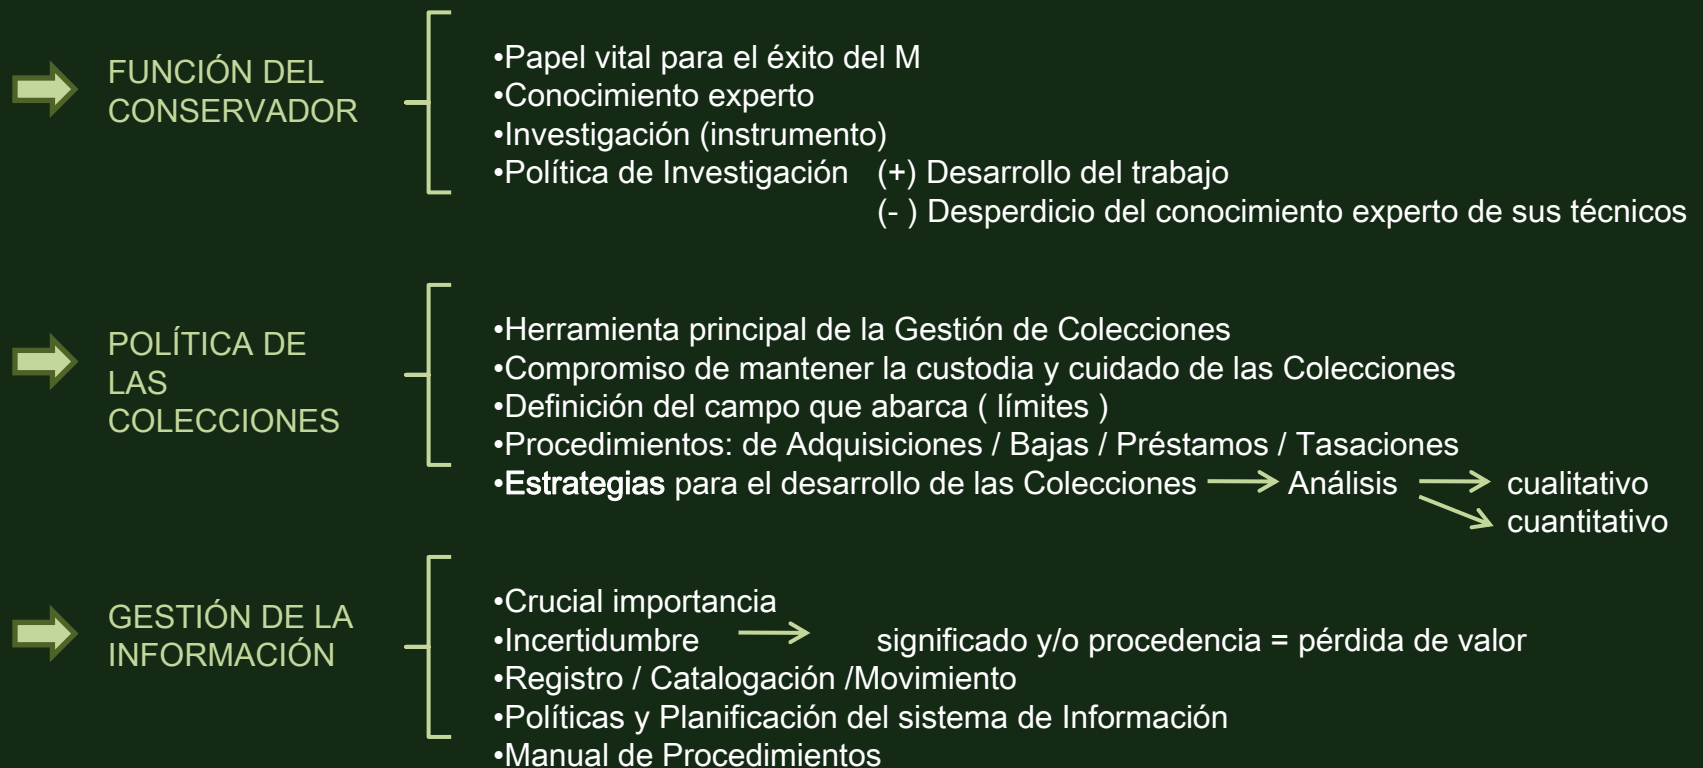 FUNCIÓN DEL
CONSERVADOR
•Papel vital para el éxito del M
•Conocimiento experto
•Investigación (instrumento)
•Política de Investigación (+) Desarrollo del trabajo
(- ) Desperdicio del conocimiento experto de sus técnicos
POLÍTICA DE
LAS
COLECCIONES
•Herramienta principal de la Gestión de Colecciones
•Compromiso de mantener la custodia y cuidado de las Colecciones
•Definición del campo que abarca ( límites )
•Procedimientos: de Adquisiciones / Bajas / Préstamos / Tasaciones
•Estrategias para el desarrollo de las Colecciones Análisis cualitativo
cuantitativo
GESTIÓN DE LA
INFORMACIÓN
•Crucial importancia
•Incertidumbre significado y/o procedencia = pérdida de valor
•Registro / Catalogación /Movimiento
•Políticas y Planificación del sistema de Información
•Manual de Procedimientos